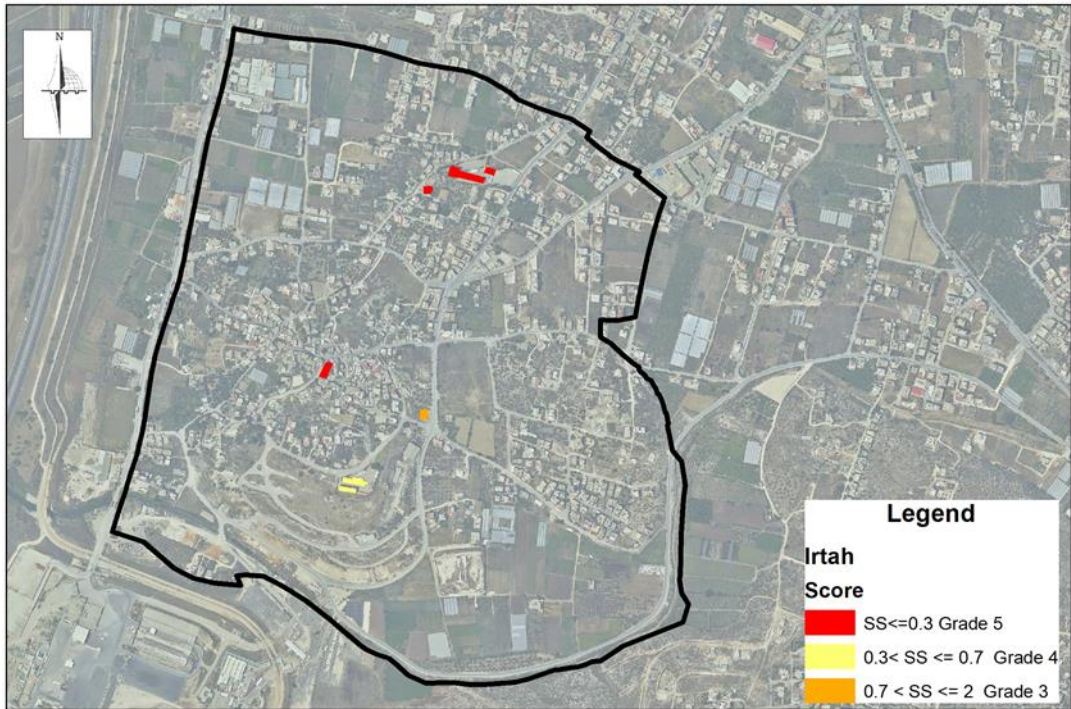 N
Legend
Irtah
Score
SS<=0.3 Grade 5
0.3< SS <= 0.7 Grade 4
0.7 < SS <= 2 Grade 3